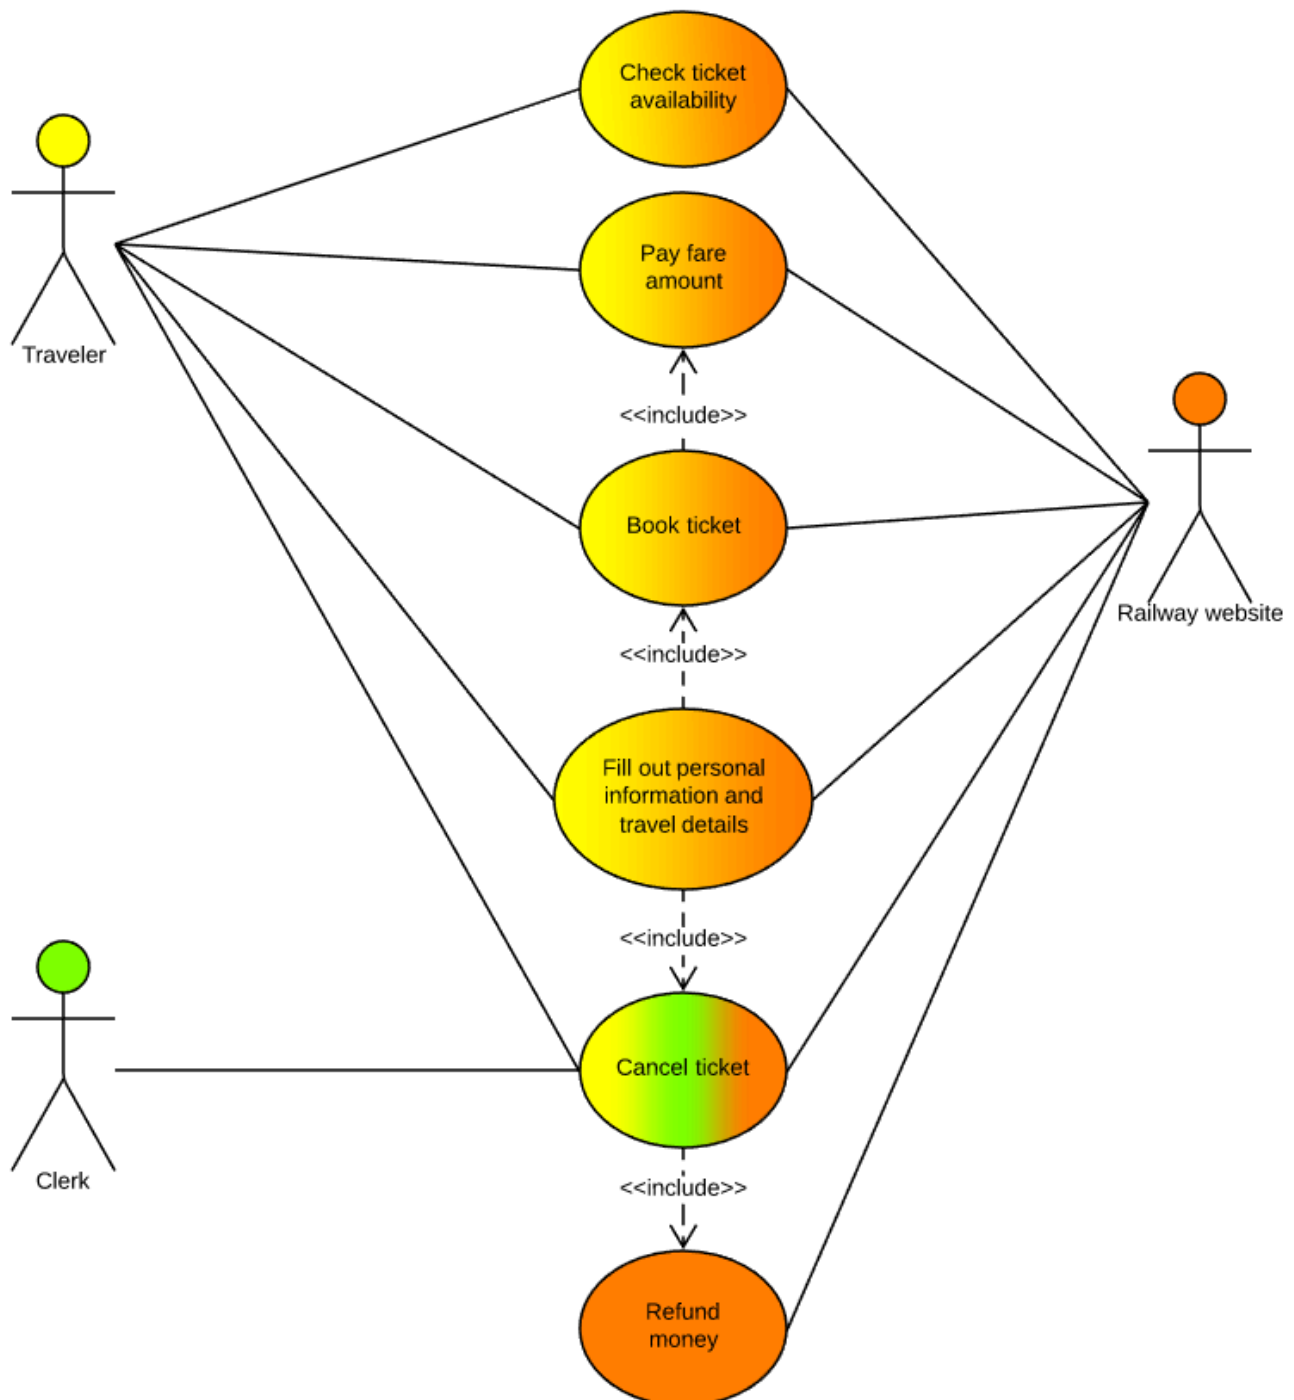 Check ticket
availability
Traveler
Pay fare
amount
<<include>>
Book ticket
Railway website
<<include>>
Fill out personal
information and
travel details
<<include>>
Clerk
Cancel ticket
<<include>>
Refund
money